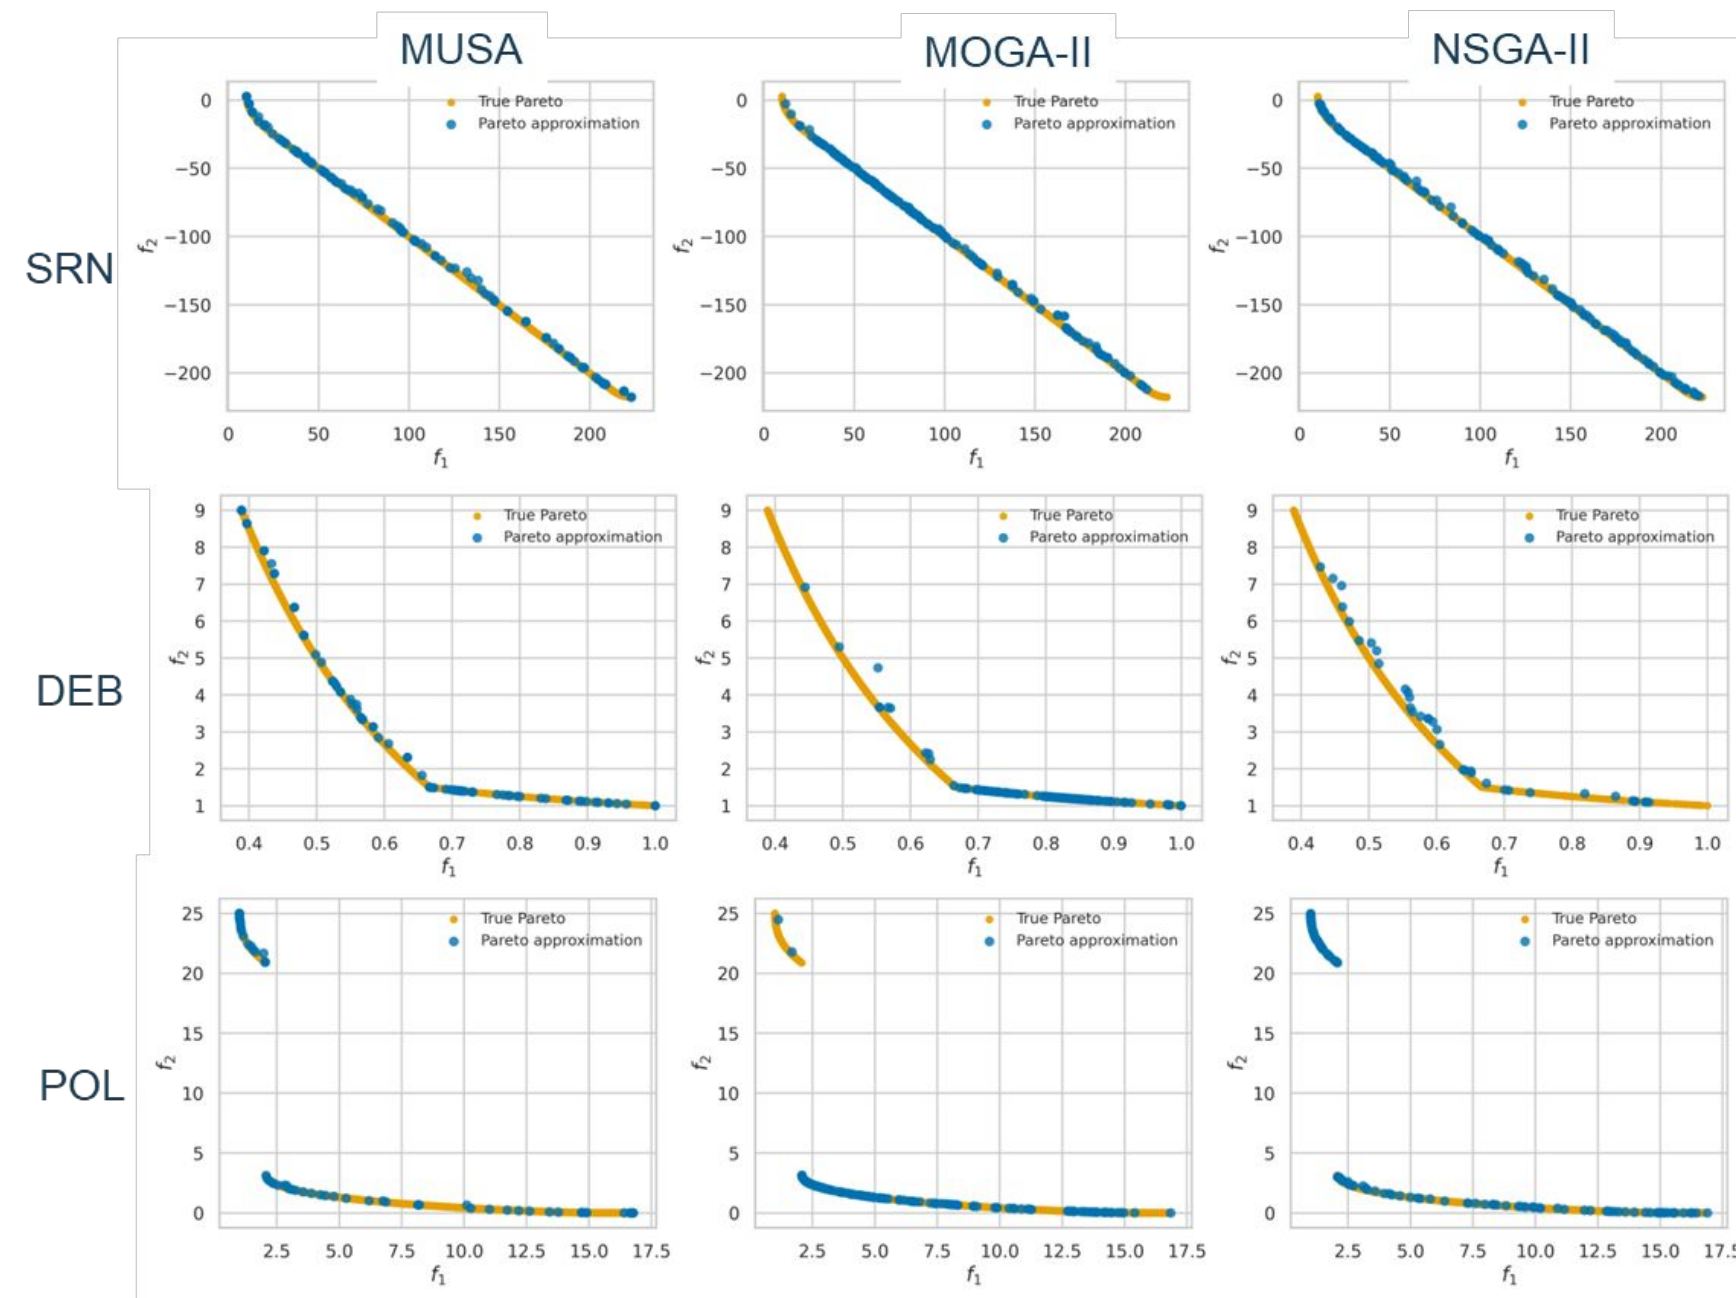 MUSA
MOGA-II
NSGA-II
SRN
0
−50
−100
−150
−200
f₂
True Pareto
Pareto approximation
0 50 100 150 200
f₁
0
−50
−100
−150
−200
f₂
True Pareto
Pareto approximation
0 50 100 150 200
f₁
0
−50
−100
−150
−200
f₂
True Pareto
Pareto approximation
0 50 100 150 200
f₁
DEB
9
8
7
6
5
4
3
2
1
f₂
True Pareto
Pareto approximation
0.4 0.5 0.6 0.7 0.8 0.9 1.0
f₁
9
8
7
6
5
4
3
2
1
f₂
True Pareto
Pareto approximation
0.4 0.5 0.6 0.7 0.8 0.9 1.0
f₁
9
8
7
6
5
4
3
2
1
f₂
True Pareto
Pareto approximation
0.4 0.5 0.6 0.7 0.8 0.9 1.0
f₁
POL
25
20
15
10
5
0
f₂
True Pareto
Pareto approximation
2.5 5.0 7.5 10.0 12.5 15.0 17.5
f₁
25
20
15
10
5
0
f₂
True Pareto
Pareto approximation
2.5 5.0 7.5 10.0 12.5 15.0 17.5
f₁
25
20
15
10
5
0
f₂
True Pareto
Pareto approximation
2.5 5.0 7.5 10.0 12.5 15.0 17.5
f₁